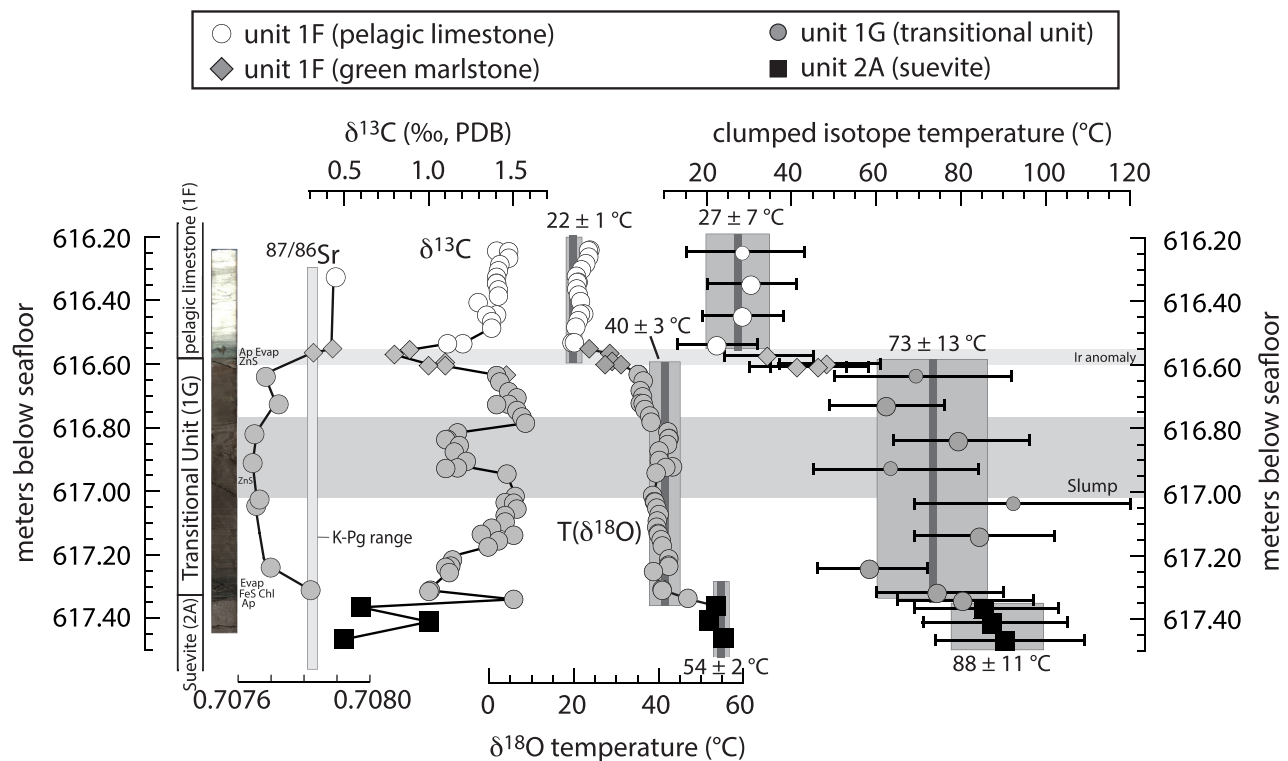 unit 1F (pelagic limestone)
unit 1G (transitional unit)
unit 1F (green marlstone)
unit 2A (suevite)
δ13C (‰, PDB)
clumped isotope temperature (°C)
0.5 1.0 1.5
20 40 60 80 100 120
22 ± 1 °C
27 ± 7 °C
87/86Sr
δ13C
40 ± 3 °C
73 ± 13 °C
616.20
616.40
616.60
616.80
617.00
617.20
617.40
meters below seafloor
pelagic limestone (1F)
Transitional Unit (1G)
Suevite (2A)
Ap Evap
ZnS
ZnS
Evap
FeS Chl
Ap
K-Pg range
T(δ18O)
Ir anomaly
Slump
616.20
616.40
616.60
616.80
617.00
617.20
617.40
meters below seafloor
54 ± 2 °C
88 ± 11 °C
0.7076 0.7080
0 20 40 60
δ18O temperature (°C)